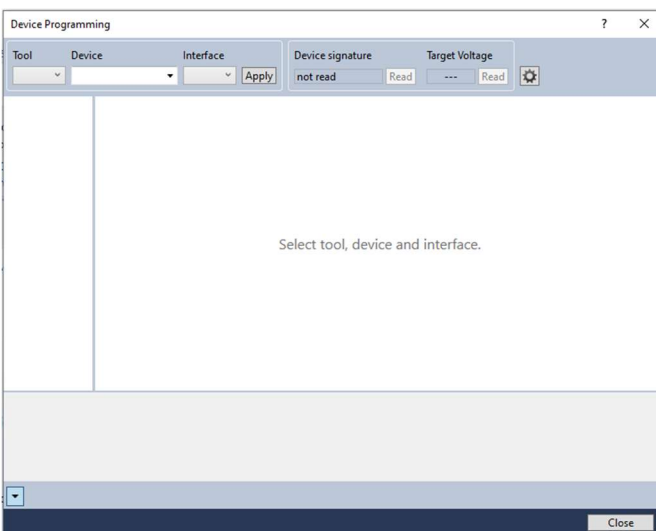 Device Programming ? X
Tool Device Interface Device signature Target Voltage
Apply not read Read --- Read
Select tool, device and interface.
Close